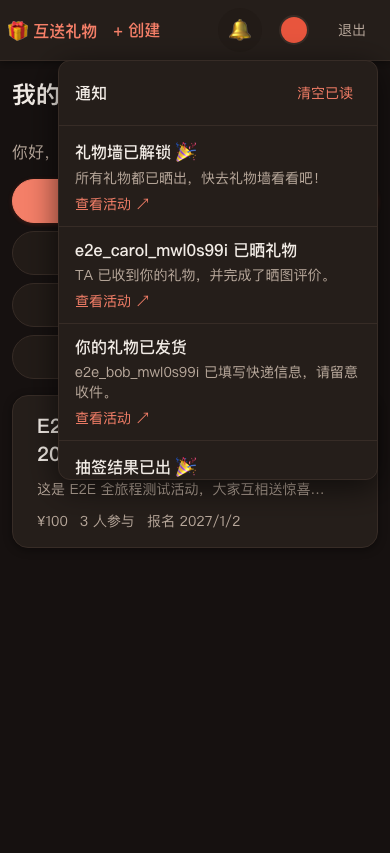 互送礼物 + 创建 退出
我的
你好，
通知 清空已读
礼物墙已解锁
所有礼物都已晒出，快去礼物墙看看吧！
查看活动 ↗
e2e_carol_mwl0s99i 已晒礼物
TA 已收到你的礼物，并完成了晒图评价。
查看活动 ↗
你的礼物已发货
e2e_bob_mwl0s99i 已填写快递信息，请留意
收件。
查看活动 ↗
抽签结果已出
E2
20
这是 E2E 全旅程测试活动，大家互相送惊喜…
¥100 3 人参与 报名 2027/1/2